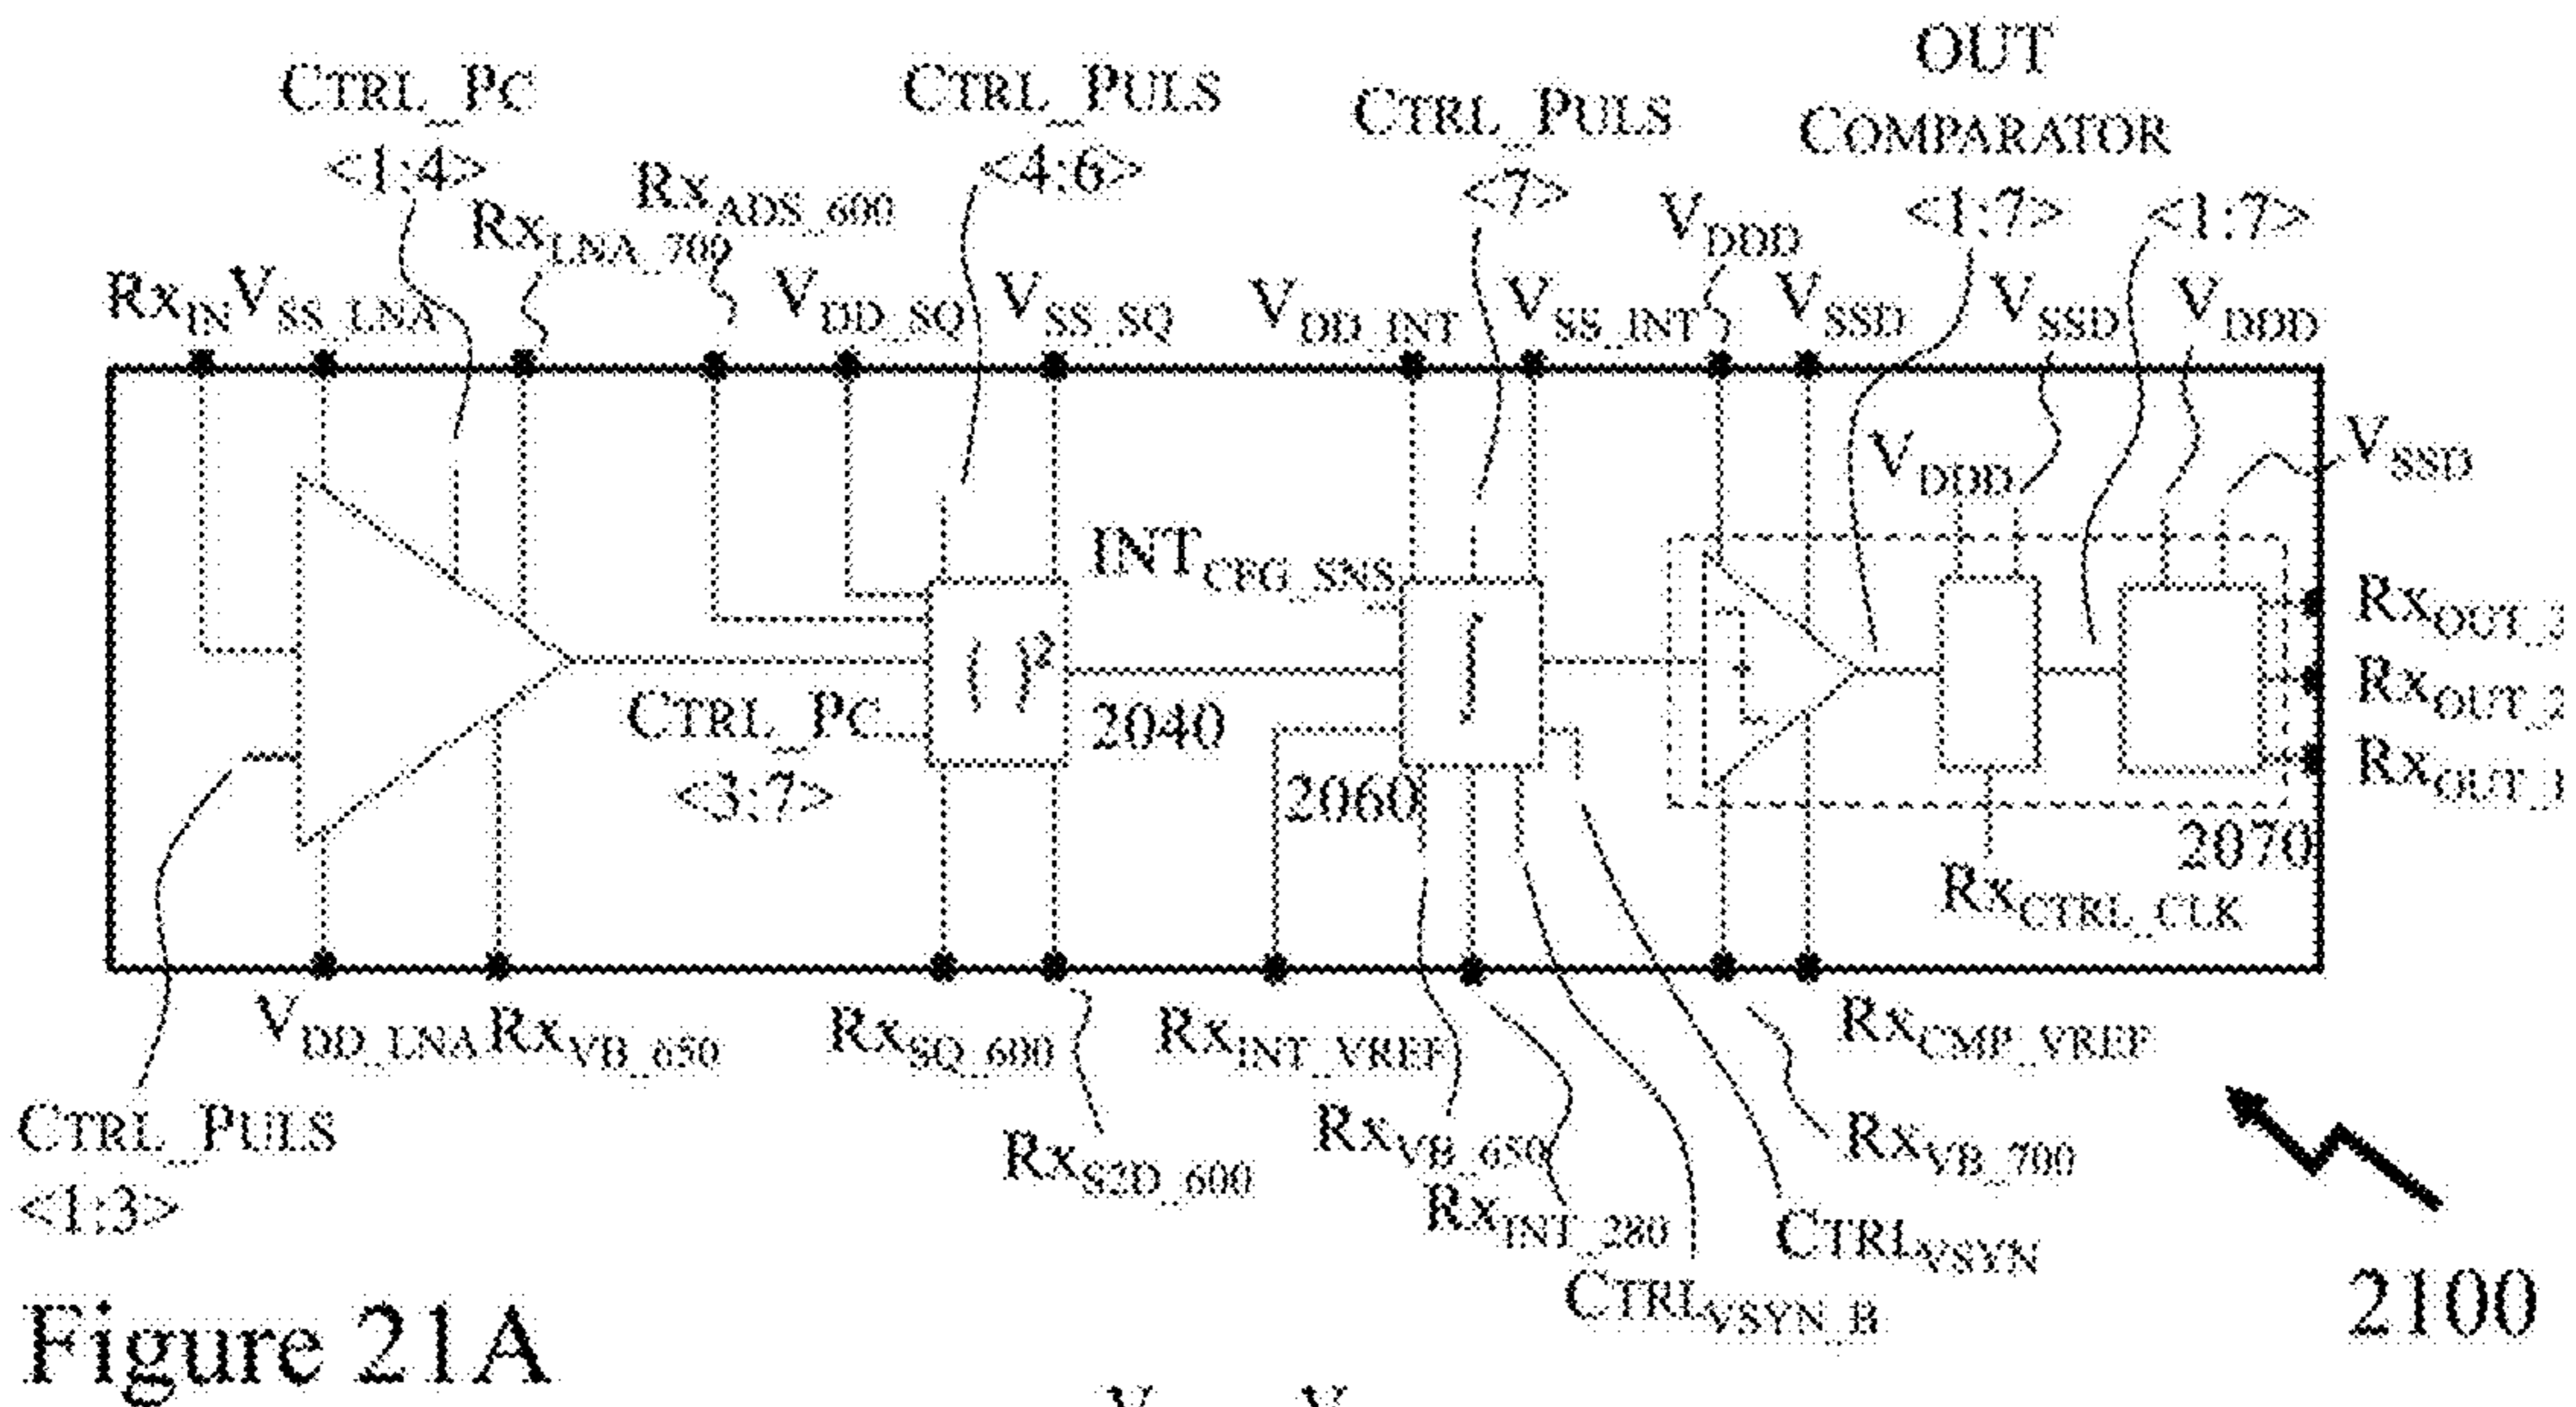 OUT
COMPARATOR
<1:7>
<1:7>
CTRL_PC
<1:4>
CTRL_PULS
<4:6>
CTRL_PULS
<7>
RxIN
VSS_LNA
RxLNA_700
RxADS_600
VDD_SQ
VSS_SQ
VDD_INT
VSS_INT
VDDD
VSSD
VSSD
VDDD
VDDD
VSSD
INTCFG_SNS
( )²
∫
CTRL_PC
<3:7>
2040
2060
2070
RxOUT_2
RxOUT_1
RxCTRL_CLK
VDD_LNA
RxVB_650
RxSQ_600
RxINT_VREF
RxCMP_VREF
CTRL_PULS
<1:3>
RxS2D_600
RxVB_650
RxVB_700
RxINT_280
CTRLVSYN
CTRLVSYN_B
2100
Figure 21A